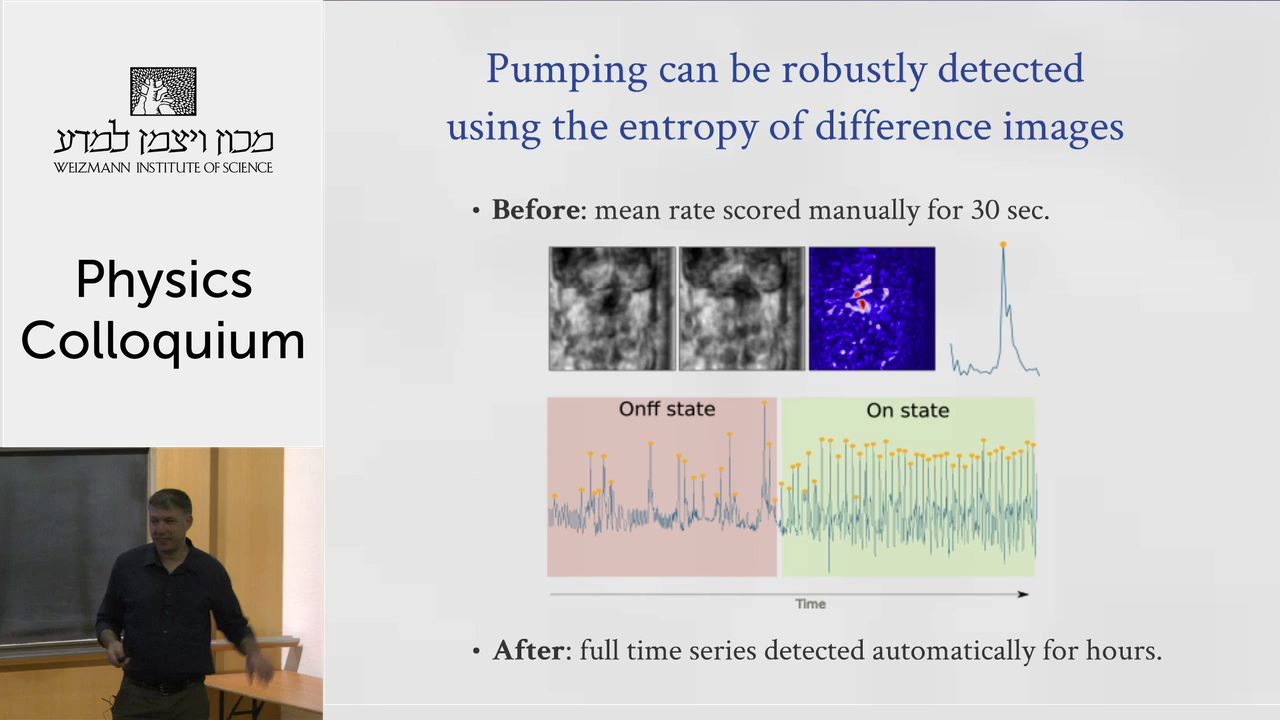 מכון ויצמן למדע
WEIZMANN INSTITUTE OF SCIENCE
Physics
Colloquium
Pumping can be robustly detected
using the entropy of difference images
• Before: mean rate scored manually for 30 sec.
Onff state
On state
Time
• After: full time series detected automatically for hours.